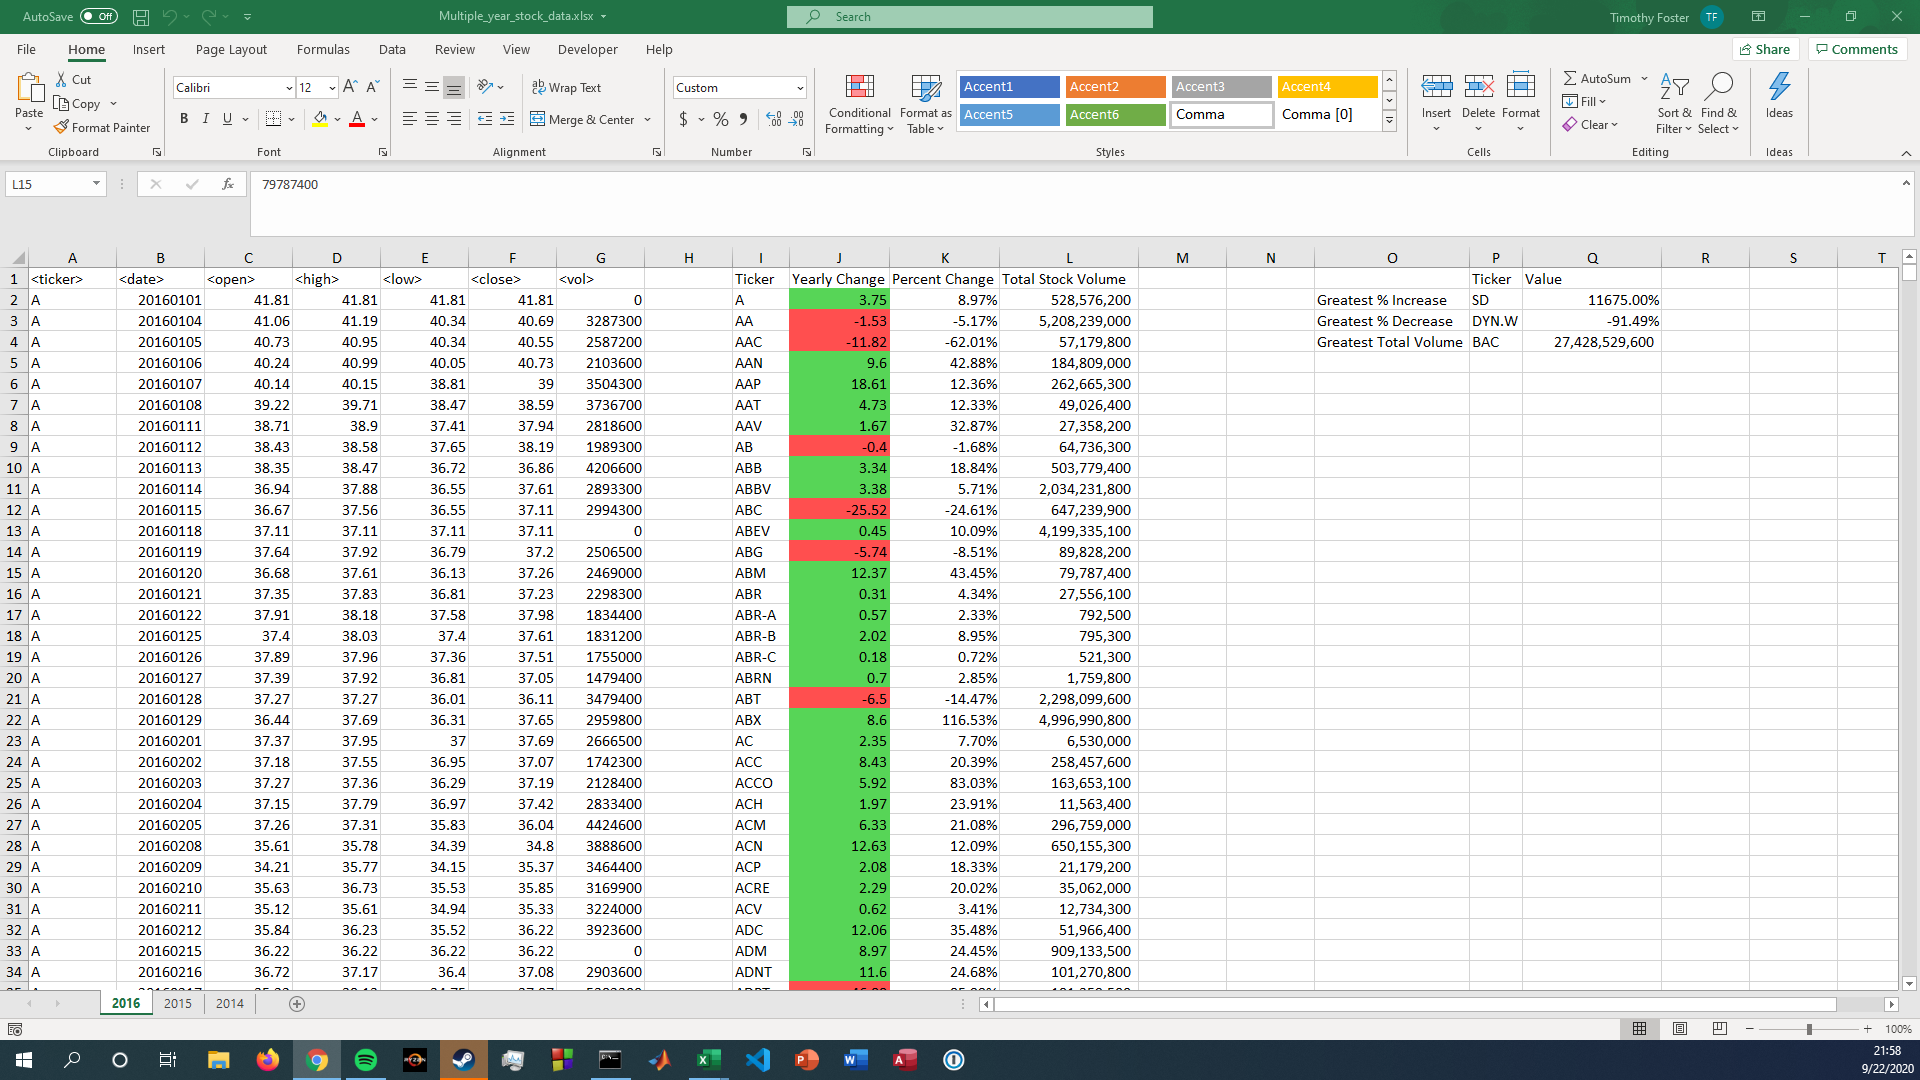 AutoSave Off Multiple_year_stock_data.xlsx Search Timothy Foster TF
File Home Insert Page Layout Formulas Data Review View Developer Help Share Comments
Paste Cut Copy Format Painter Clipboard
Calibri 12 B I U A Font
Wrap Text Merge & Center Alignment
Custom $ % Number
Conditional Formatting Format as Table
Accent1 Accent2 Accent3 Accent4
Accent5 Accent6 Comma Comma [0]
Styles
Insert Delete Format Cells
AutoSum Fill Clear Sort & Filter Find & Select Editing
Ideas Ideas
L15 fx 79787400
A B C D E F G H I J K L M N O P Q R S T
1 <ticker> <date> <open> <high> <low> <close> <vol> Ticker Yearly Change Percent Change Total Stock Volume Ticker Value
2 A 20160101 41.81 41.81 41.81 41.81 0 A 3.75 8.97% 528,576,200 Greatest % Increase SD 11675.00%
3 A 20160104 41.06 41.19 40.34 40.69 3287300 AA -1.53 -5.17% 5,208,239,000 Greatest % Decrease DYN.W -91.49%
4 A 20160105 40.73 40.95 40.34 40.55 2587200 AAC -11.82 -62.01% 57,179,800 Greatest Total Volume BAC 27,428,529,600
5 A 20160106 40.24 40.99 40.05 40.73 2103600 AAN 9.6 42.88% 184,809,000
6 A 20160107 40.14 40.15 38.81 39 3504300 AAP 18.61 12.36% 262,665,300
7 A 20160108 39.22 39.71 38.47 38.59 3736700 AAT 4.73 12.33% 49,026,400
8 A 20160111 38.71 38.9 37.41 37.94 2818600 AAV 1.67 32.87% 27,358,200
9 A 20160112 38.43 38.58 37.65 38.19 1989300 AB -0.4 -1.68% 64,736,300
10 A 20160113 38.35 38.47 36.72 36.86 4206600 ABB 3.34 18.84% 503,779,400
11 A 20160114 36.94 37.88 36.55 37.61 2893300 ABBV 3.38 5.71% 2,034,231,800
12 A 20160115 36.67 37.56 36.55 37.11 2994300 ABC -25.52 -24.61% 647,239,900
13 A 20160118 37.11 37.11 37.11 37.11 0 ABEV 0.45 10.09% 4,199,335,100
14 A 20160119 37.64 37.92 36.79 37.2 2506500 ABG -5.74 -8.51% 89,828,200
15 A 20160120 36.68 37.61 36.13 37.26 2469000 ABM 12.37 43.45% 79,787,400
16 A 20160121 37.35 37.83 36.81 37.23 2298300 ABR 0.31 4.34% 27,556,100
17 A 20160122 37.91 38.18 37.58 37.98 1834400 ABR-A 0.57 2.33% 792,500
18 A 20160125 37.4 38.03 37.4 37.61 1831200 ABR-B 2.02 8.95% 795,300
19 A 20160126 37.89 37.96 37.36 37.51 1755000 ABR-C 0.18 0.72% 521,300
20 A 20160127 37.39 37.92 36.81 37.05 1479400 ABRN 0.7 2.85% 1,759,800
21 A 20160128 37.27 37.27 36.01 36.11 3479400 ABT -6.5 -14.47% 2,298,099,600
22 A 20160129 36.44 37.69 36.31 37.65 2959800 ABX 8.6 116.53% 4,996,990,800
23 A 20160201 37.37 37.95 37 37.69 2666500 AC 2.35 7.70% 6,530,000
24 A 20160202 37.18 37.55 36.95 37.07 1742300 ACC 8.43 20.39% 258,457,600
25 A 20160203 37.27 37.36 36.29 37.19 2128400 ACCO 5.92 83.03% 163,653,100
26 A 20160204 37.15 37.79 36.97 37.42 2833400 ACH 1.97 23.91% 11,563,400
27 A 20160205 37.26 37.31 35.83 36.04 4424600 ACM 6.33 21.08% 296,759,000
28 A 20160208 35.61 35.78 34.39 34.8 3888600 ACN 12.63 12.09% 650,155,300
29 A 20160209 34.21 35.77 34.15 35.37 3464400 ACP 2.08 18.33% 21,179,200
30 A 20160210 35.63 36.73 35.53 35.85 3169900 ACRE 2.29 20.02% 35,062,000
31 A 20160211 35.12 35.61 34.94 35.33 3224000 ACV 0.62 3.41% 12,734,300
32 A 20160212 35.84 36.23 35.52 36.22 3923600 ADC 12.06 35.48% 51,966,400
33 A 20160215 36.22 36.22 36.22 36.22 0 ADM 8.97 24.45% 909,133,500
34 A 20160216 36.72 37.17 36.4 37.08 2903600 ADNT 11.6 24.68% 101,270,800
2016 2015 2014
100%
21:58
9/22/2020